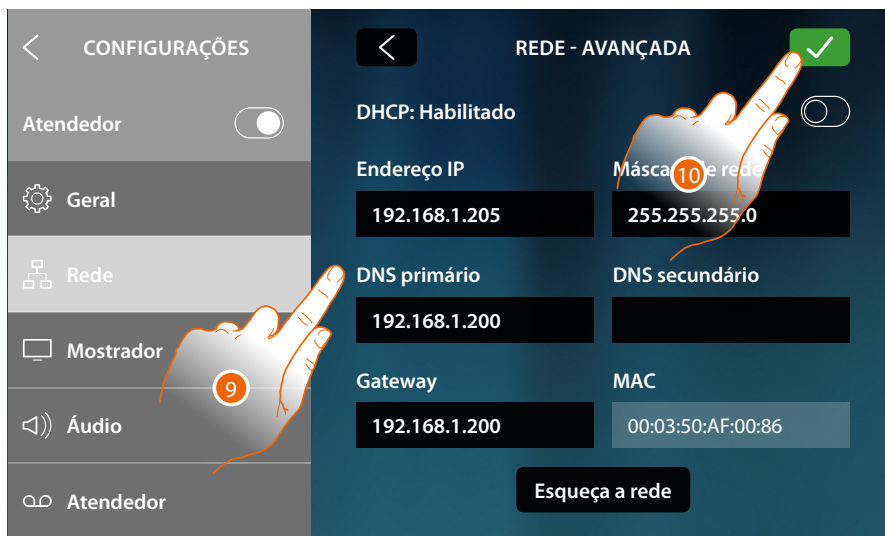 CONFIGURAÇÕES
Atendedor
Geral
Rede
Mostrador
Áudio
Atendedor
REDE - AVANÇADA
DHCP: Habilitado
Endereço IP
192.168.1.205
255.255.255.0
DNS primário
DNS secundário
192.168.1.200
Gateway
MAC
192.168.1.200
00:03:50:AF:00:86
Esqueça a rede
9
10